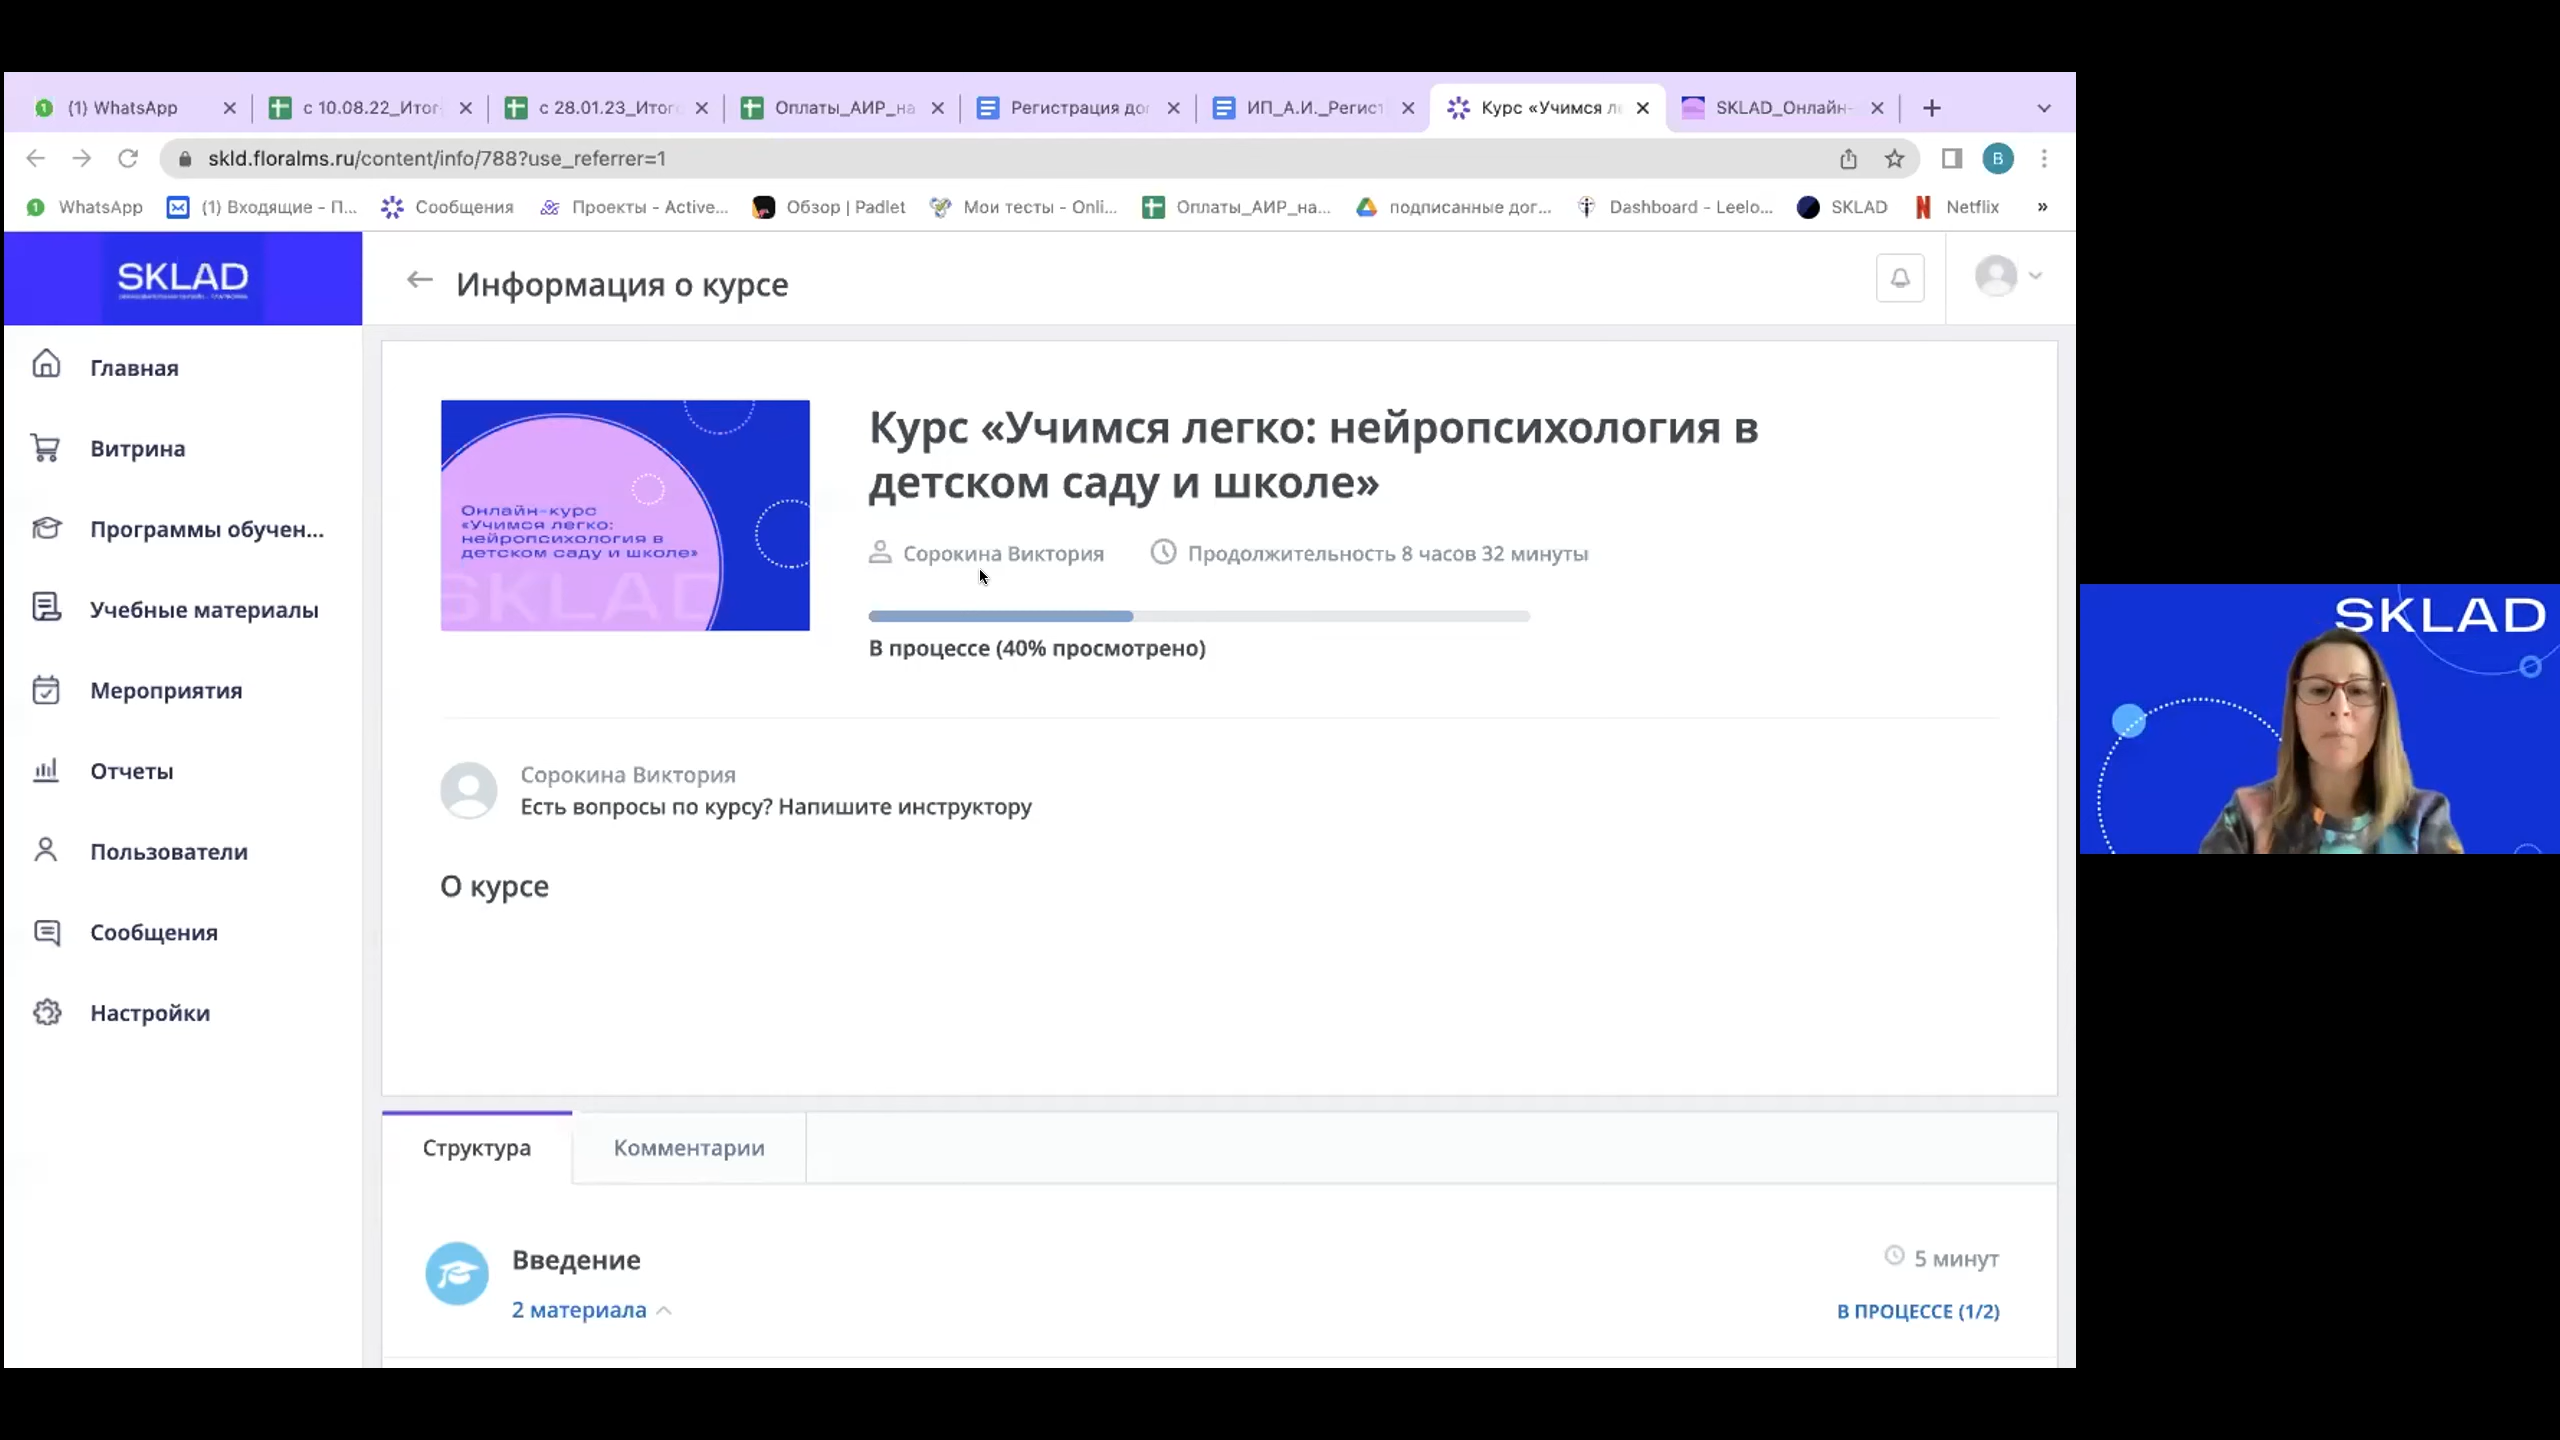 (1) WhatsApp
с 10.08.22_Итог
с 28.01.23_Итого
Оплаты_АИР_на
Регистрация дог
ИП_А.И._Регист
Курс «Учимся ле
SKLAD_Онлайн-
skld.floralms.ru/content/info/788?use_referrer=1
B
WhatsApp
(1) Входящие - П...
Сообщения
Проекты - Active...
Обзор | Padlet
Мои тесты - Onli...
Оплаты_АИР_на...
подписанные дог...
Dashboard - Leelo...
SKLAD
Netflix
»
SKLAD
Информация о курсе
Главная
Витрина
Программы обучен...
Учебные материалы
Мероприятия
Отчеты
Пользователи
Сообщения
Настройки
Онлайн-курс
«Учимся легко:
нейропсихология в
детском саду и школе»
SKLAD
Курс «Учимся легко: нейропсихология в
детском саду и школе»
Сорокина Виктория
Продолжительность 8 часов 32 минуты
В процессе (40% просмотрено)
Сорокина Виктория
Есть вопросы по курсу? Напишите инструктору
О курсе
Структура
Комментарии
Введение
5 минут
2 материала
В ПРОЦЕССЕ (1/2)
SKLAD